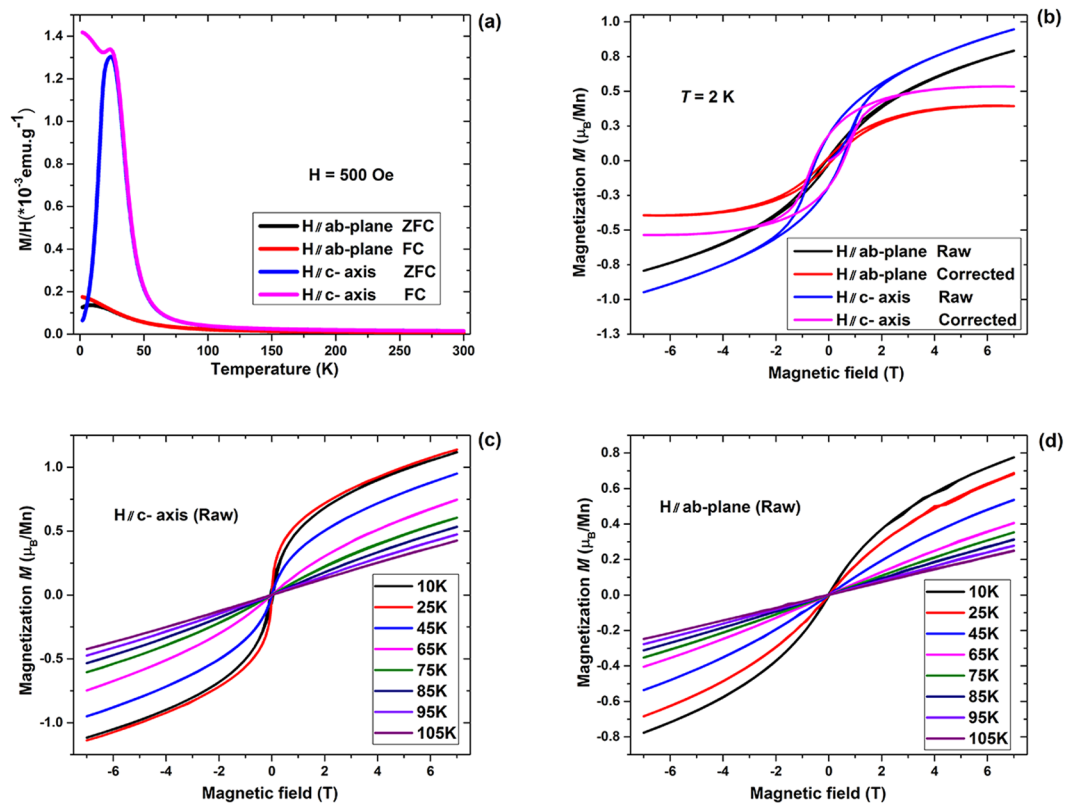 (a)
1.4
1.2
1.0
0.8
0.6
0.4
0.2
0.0
M/H(*10⁻³emu.g⁻¹)
H = 500 Oe
H//ab-plane ZFC
H//ab-plane FC
H//c- axis ZFC
H//c- axis FC
0 50 100 150 200 250 300
Temperature (K)
(b)
1.0
0.8
0.5
0.3
0.0
-0.3
-0.5
-0.8
-1.0
-1.3
Magnetization M (μB/Mn)
T = 2 K
H//ab-plane Raw
H//ab-plane Corrected
H//c- axis Raw
H//c- axis Corrected
-6 -4 -2 0 2 4 6
Magnetic field (T)
(c)
1.0
0.5
0.0
-0.5
-1.0
Magnetization M (μB/Mn)
H//c- axis (Raw)
10K
25K
45K
65K
75K
85K
95K
105K
-6 -4 -2 0 2 4 6
Magnetic field (T)
(d)
0.8
0.6
0.4
0.2
0.0
-0.2
-0.4
-0.6
-0.8
Magnetization M (μB/Mn)
H//ab-plane (Raw)
10K
25K
45K
65K
75K
85K
95K
105K
-6 -4 -2 0 2 4 6
Magnetic field (T)